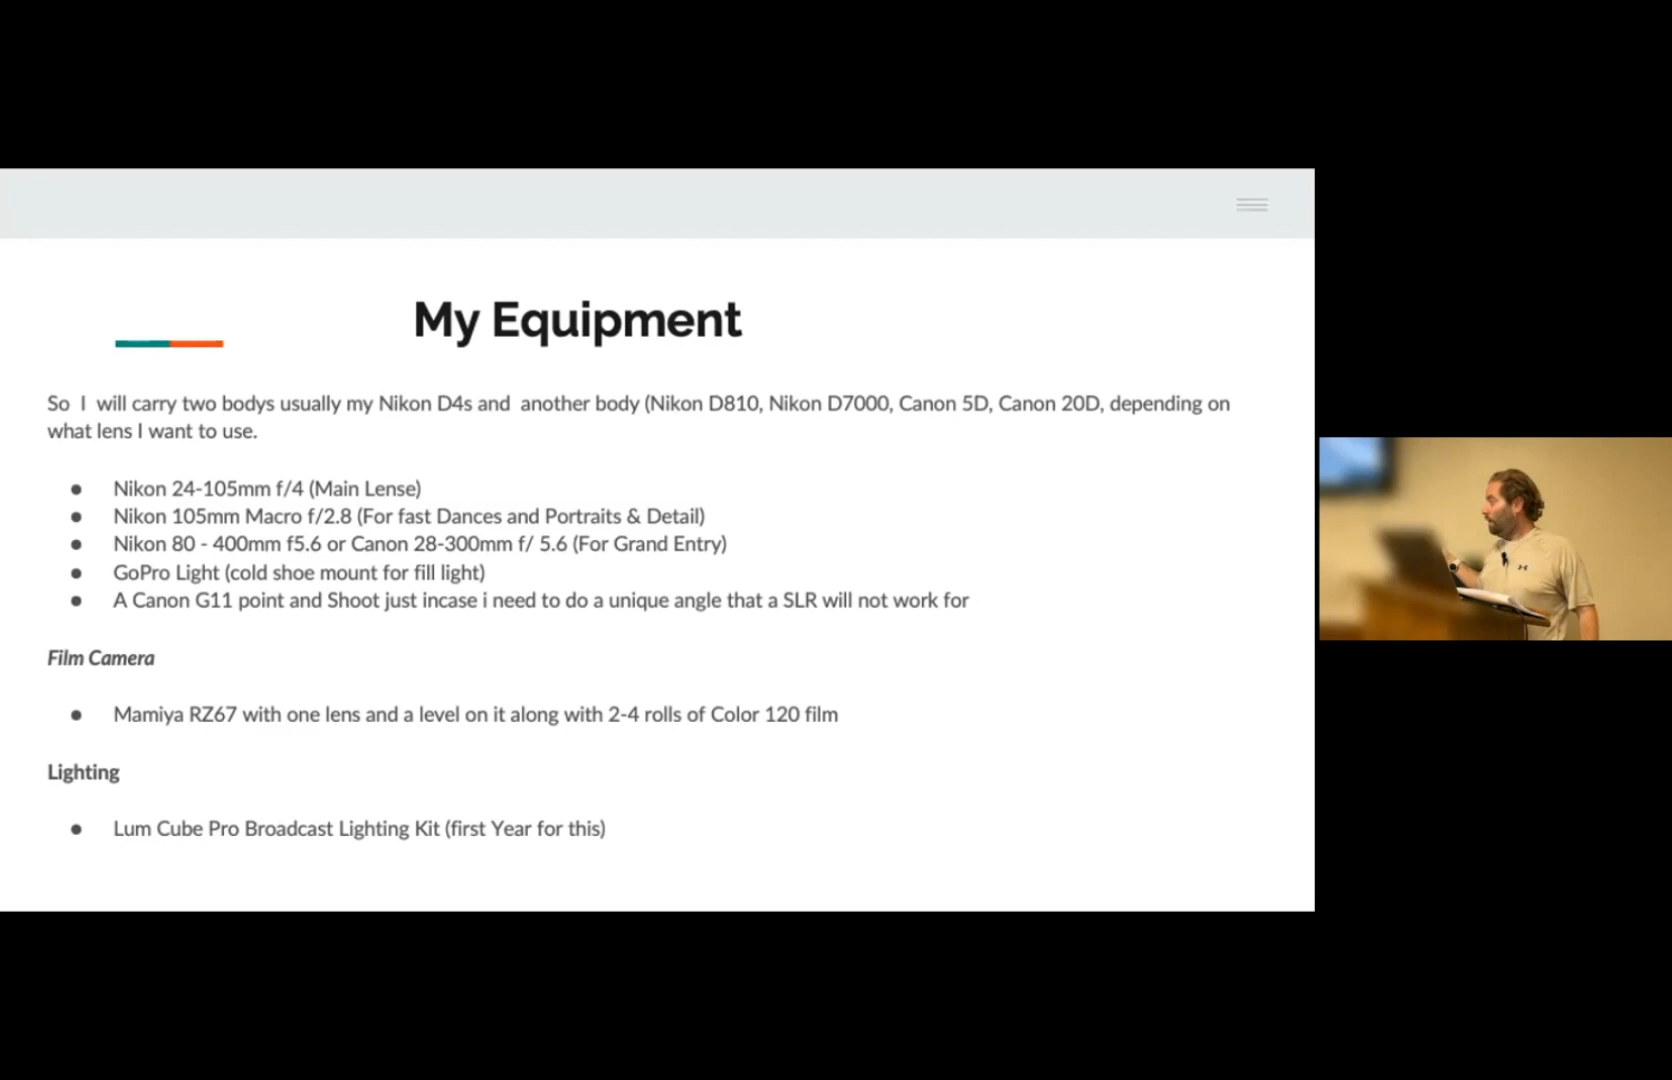 My Equipment
So I will carry two bodys usually my Nikon D4s and another body (Nikon D810, Nikon D7000, Canon 5D, Canon 20D, depending on
what lens I want to use.
● Nikon 24-105mm f/4 (Main Lense)
● Nikon 105mm Macro f/2.8 (For fast Dances and Portraits & Detail)
● Nikon 80 - 400mm f5.6 or Canon 28-300mm f/ 5.6 (For Grand Entry)
● GoPro Light (cold shoe mount for fill light)
● A Canon G11 point and Shoot just incase i need to do a unique angle that a SLR will not work for
Film Camera
● Mamiya RZ67 with one lens and a level on it along with 2-4 rolls of Color 120 film
Lighting
● Lum Cube Pro Broadcast Lighting Kit (first Year for this)